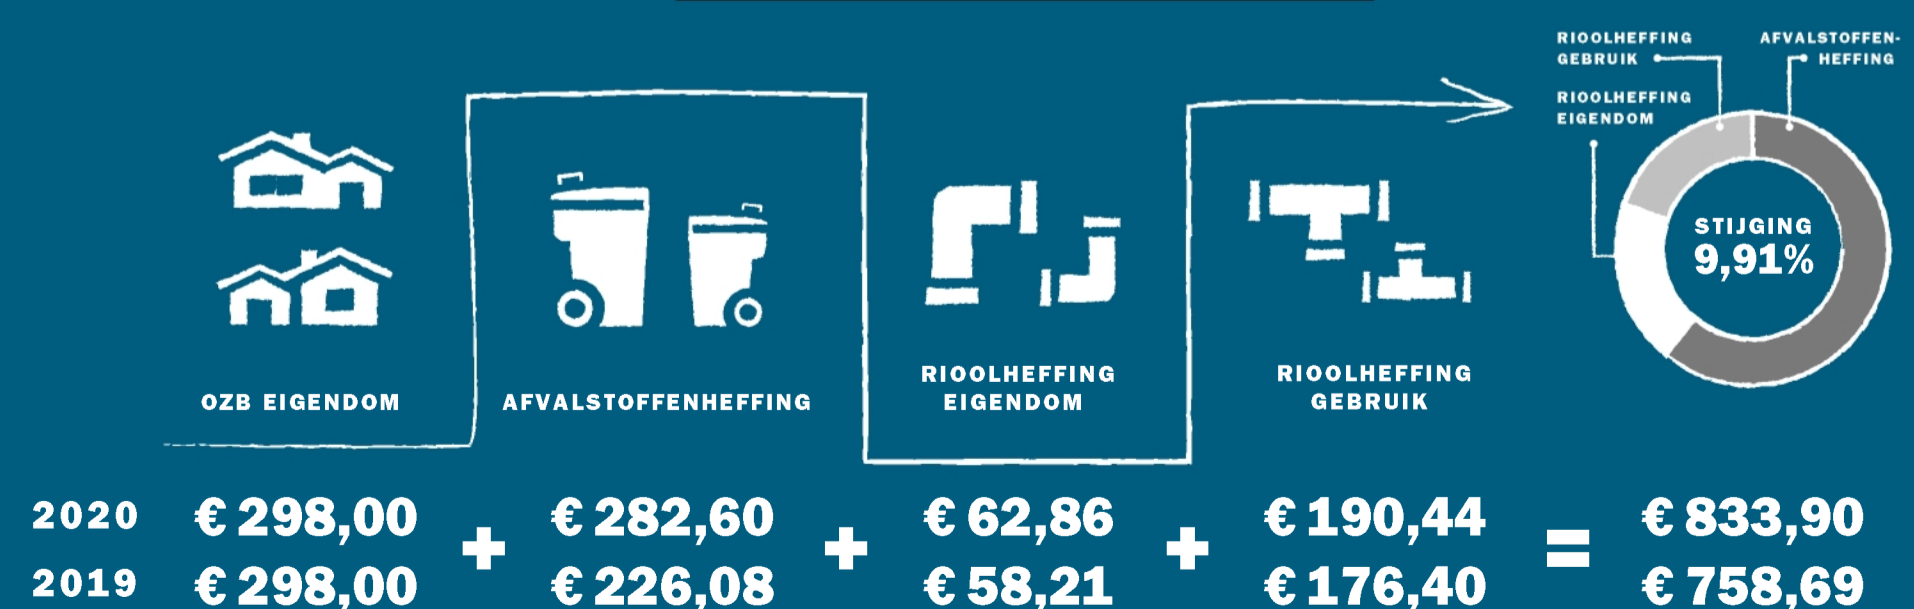 RIOOLHEFFING
GEBRUIK
AFVALSTOFFEN-
HEFFING
RIOOLHEFFING
EIGENDOM
STIJGING
9,91%
OZB EIGENDOM
AFVALSTOFFENHEFFING
RIOOLHEFFING
EIGENDOM
RIOOLHEFFING
GEBRUIK
2020 € 298,00 + € 282,60 + € 62,86 + € 190,44 = € 833,90
2019 € 298,00 € 226,08 € 58,21 € 176,40 € 758,69